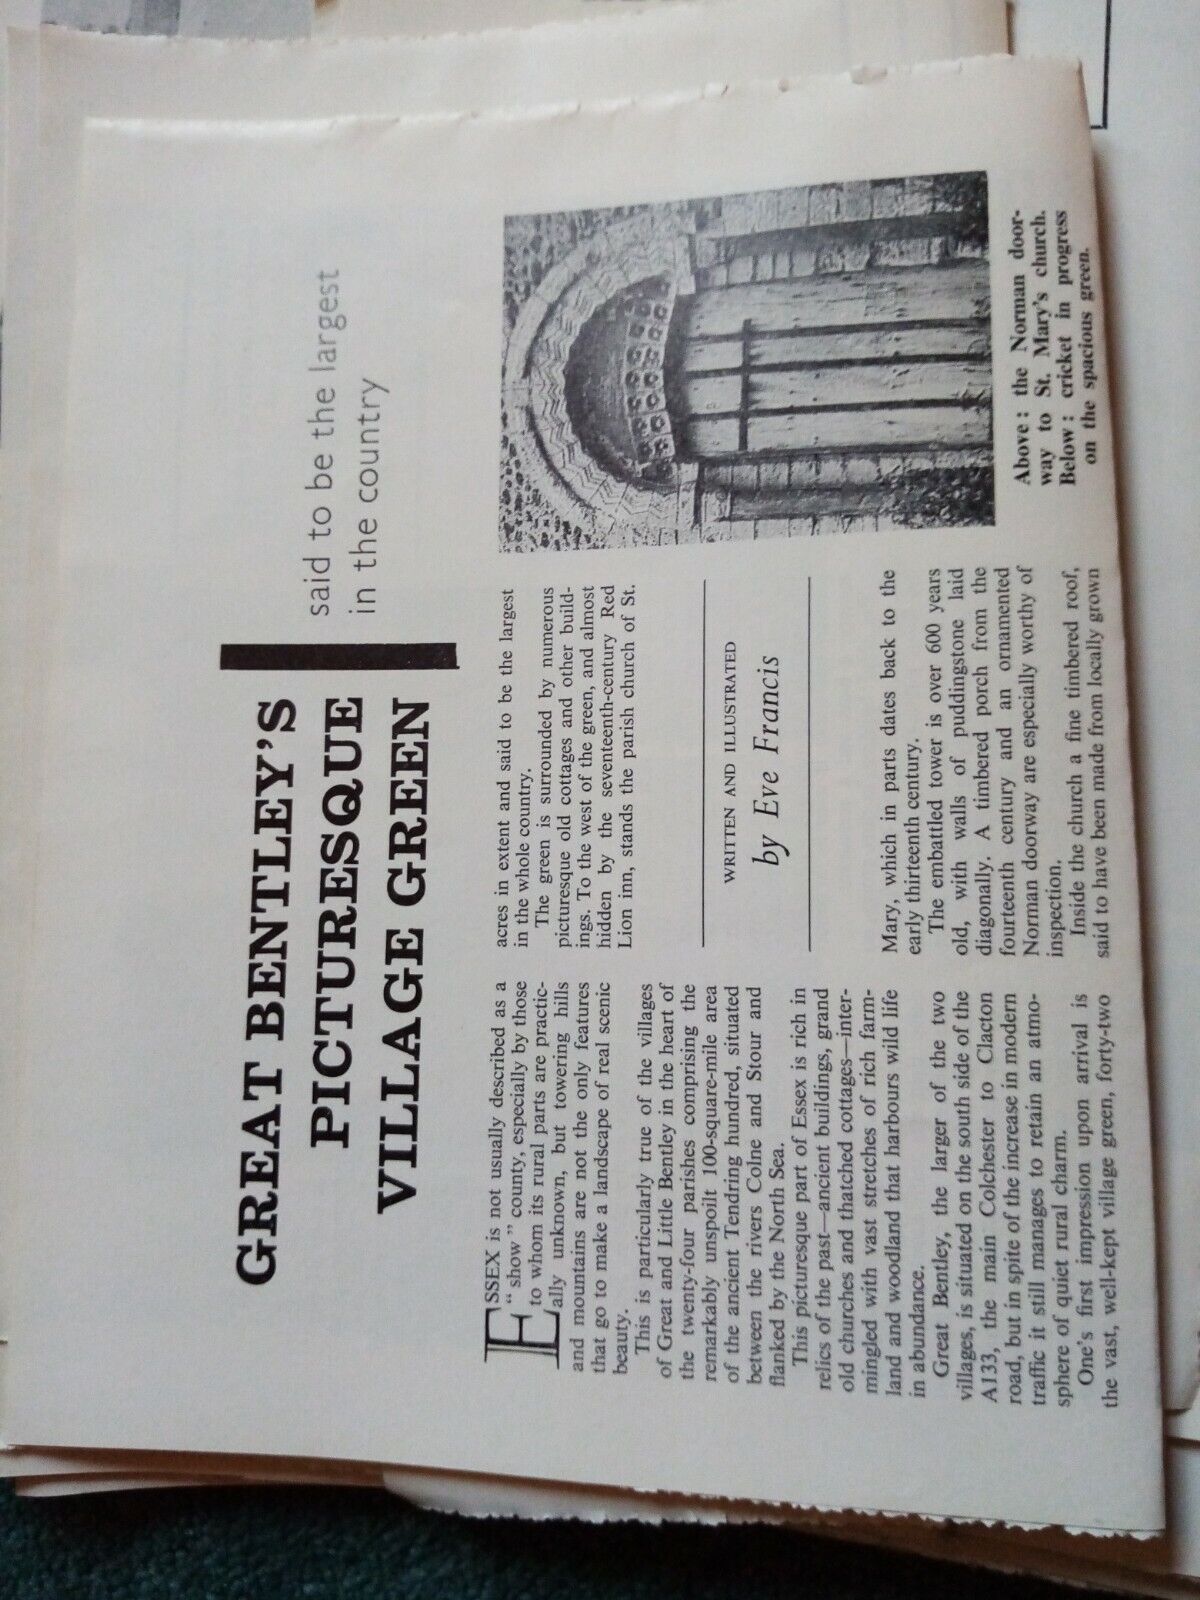 GREAT BENTLEY'S
PICTURESQUE
VILLAGE GREEN
said to be the largest
in the country
ESSEX is not usually described as a
“ show ” county, especially by those
to whom its rural parts are practic-
ally unknown, but towering hills
and mountains are not the only features
that go to make a landscape of real scenic
beauty.
This is particularly true of the villages
of Great and Little Bentley in the heart of
the twenty-four parishes comprising the
remarkably unspoilt 100-square-mile area
of the ancient Tendring hundred, situated
between the rivers Colne and Stour and
flanked by the North Sea.
This picturesque part of Essex is rich in
relics of the past—ancient buildings, grand
old churches and thatched cottages—inter-
mingled with vast stretches of rich farm-
land and woodland that harbours wild life
in abundance.
Great Bentley, the larger of the two
villages, is situated on the south side of the
A133, the main Colchester to Clacton
road, but in spite of the increase in modern
traffic it still manages to retain an atmo-
sphere of quiet rural charm.
One's first impression upon arrival is
the vast, well-kept village green, forty-two
acres in extent and said to be the largest
in the whole country.
The green is surrounded by numerous
picturesque old cottages and other build-
ings. To the west of the green, and almost
hidden by the seventeenth-century Red
Lion inn, stands the parish church of St.
WRITTEN AND ILLUSTRATED
by Eve Francis
Mary, which in parts dates back to the
early thirteenth century.
The embattled tower is over 600 years
old, with walls of puddingstone laid
diagonally. A timbered porch from the
fourteenth century and an ornamented
Norman doorway are especially worthy of
inspection.
Inside the church a fine timbered roof,
said to have been made from locally grown
Above : the Norman door-
way to St. Mary's church.
Below : cricket in progress
on the spacious green.